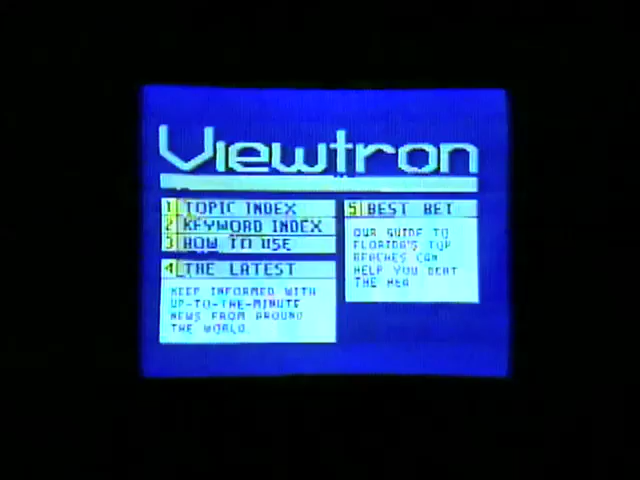 Viewtron
1 TOPIC INDEX
2 KEYWORD INDEX
3 HOW TO USE
4 THE LATEST
KEEP INFORMED WITH
UP-TO-THE-MINUTE
NEWS FROM AROUND
THE WORLD.
5 BEST BET
OUR GUIDE TO
FLORIDA'S TOP
BEACHES CAN
HELP YOU BEAT
THE HEA